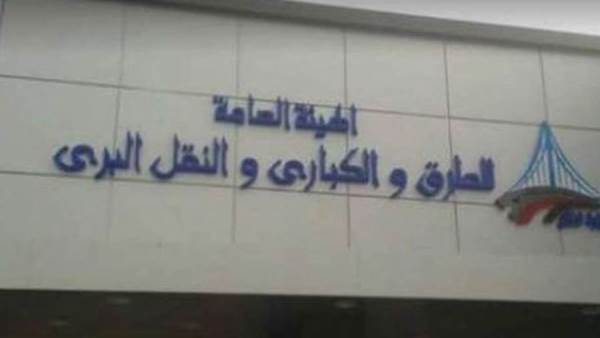 الهيئة العامة
للطرق و الكبارى و النقل البرى